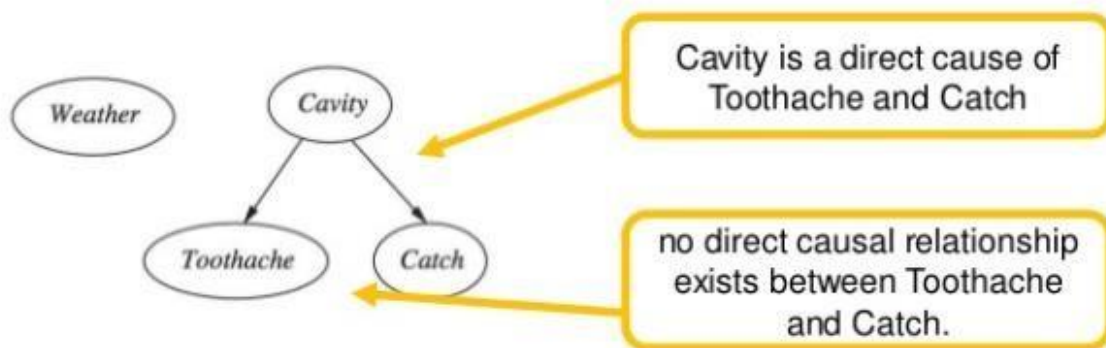 Weather
Cavity
Toothache
Catch
Cavity is a direct cause of
Toothache and Catch
no direct causal relationship
exists between Toothache
and Catch.